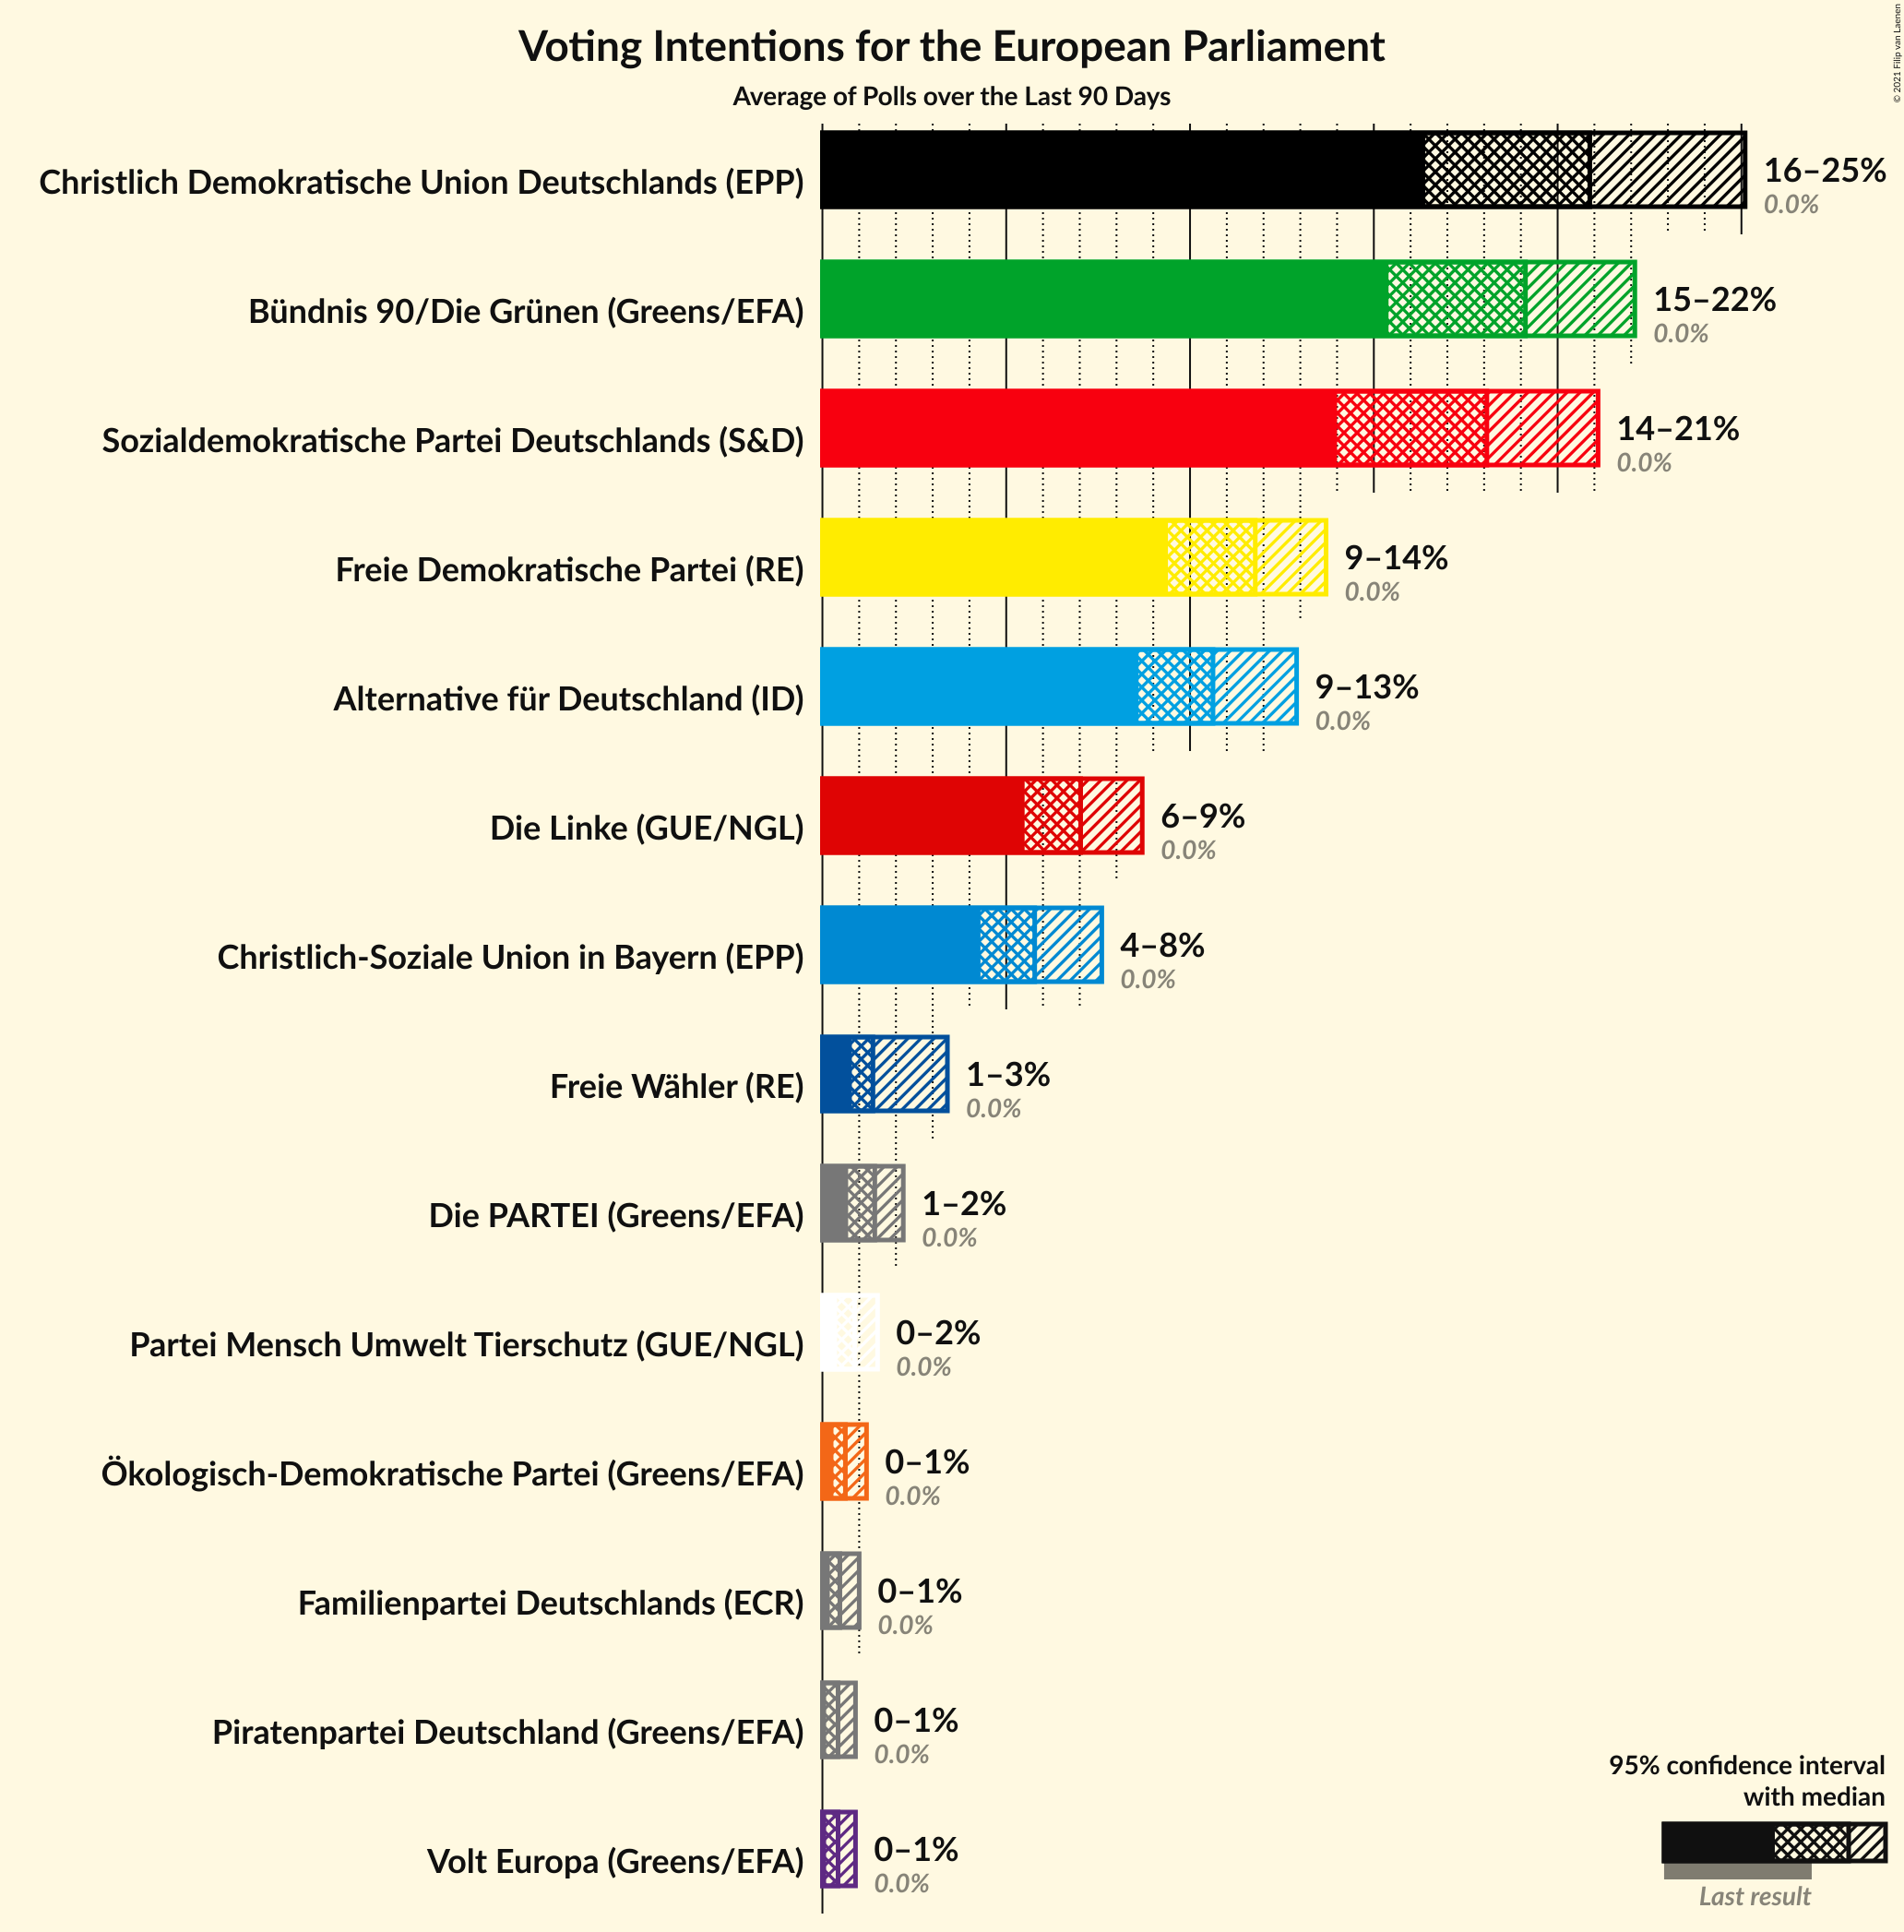 Voting Intentions for the European Parliament
Average of Polls over the Last 90 Days
© 2021 Filip van Laenen
Christlich Demokratische Union Deutschlands (EPP)
16–25%
0.0%
Bündnis 90/Die Grünen (Greens/EFA)
15–22%
0.0%
Sozialdemokratische Partei Deutschlands (S&D)
14–21%
0.0%
Freie Demokratische Partei (RE)
9–14%
0.0%
Alternative für Deutschland (ID)
9–13%
0.0%
Die Linke (GUE/NGL)
6–9%
0.0%
Christlich-Soziale Union in Bayern (EPP)
4–8%
0.0%
Freie Wähler (RE)
1–3%
0.0%
Die PARTEI (Greens/EFA)
1–2%
0.0%
Partei Mensch Umwelt Tierschutz (GUE/NGL)
0–2%
0.0%
Ökologisch-Demokratische Partei (Greens/EFA)
0–1%
0.0%
Familienpartei Deutschlands (ECR)
0–1%
0.0%
Piratenpartei Deutschland (Greens/EFA)
0–1%
0.0%
Volt Europa (Greens/EFA)
0–1%
0.0%
95% confidence interval
with median
Last result